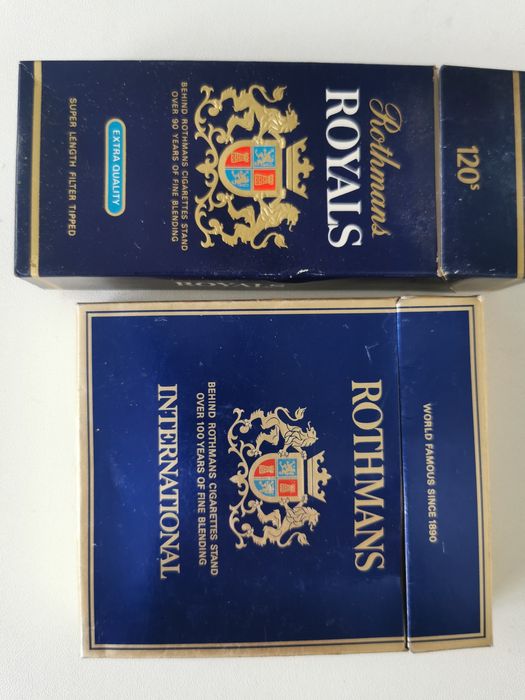 120s
Rothmans
ROYALS
BEHIND ROTHMANS CIGARETTES STAND
OVER 90 YEARS OF FINE BLENDING
EXTRA QUALITY
SUPER LENGTH FILTER TIPPED
ROYALS
WORLD FAMOUS SINCE 1890
ROTHMANS
BEHIND ROTHMANS CIGARETTES STAND
OVER 100 YEARS OF FINE BLENDING
INTERNATIONAL